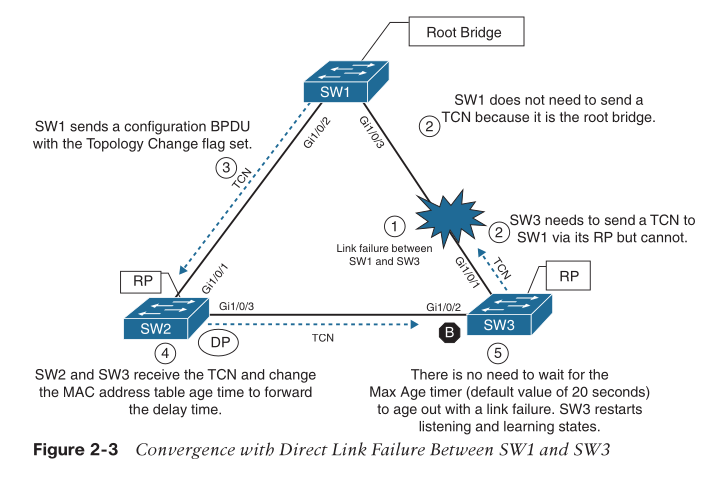 Root Bridge
SW1
SW1 does not need to send a
TCN because it is the root bridge.
2
SW1 sends a configuration BPDU
with the Topology Change flag set.
3
TCN
Gi1/0/2
Gi1/0/3
1
Link failure between
SW1 and SW3
2
SW3 needs to send a TCN to
SW1 via its RP but cannot.
TCN
Gi1/0/1
RP
RP
Gi1/0/1
SW2
Gi1/0/3
DP
TCN
Gi1/0/2
B
SW3
4
SW2 and SW3 receive the TCN and change
the MAC address table age time to forward
the delay time.
5
There is no need to wait for the
Max Age timer (default value of 20 seconds)
to age out with a link failure. SW3 restarts
listening and learning states.
Figure 2-3 Convergence with Direct Link Failure Between SW1 and SW3